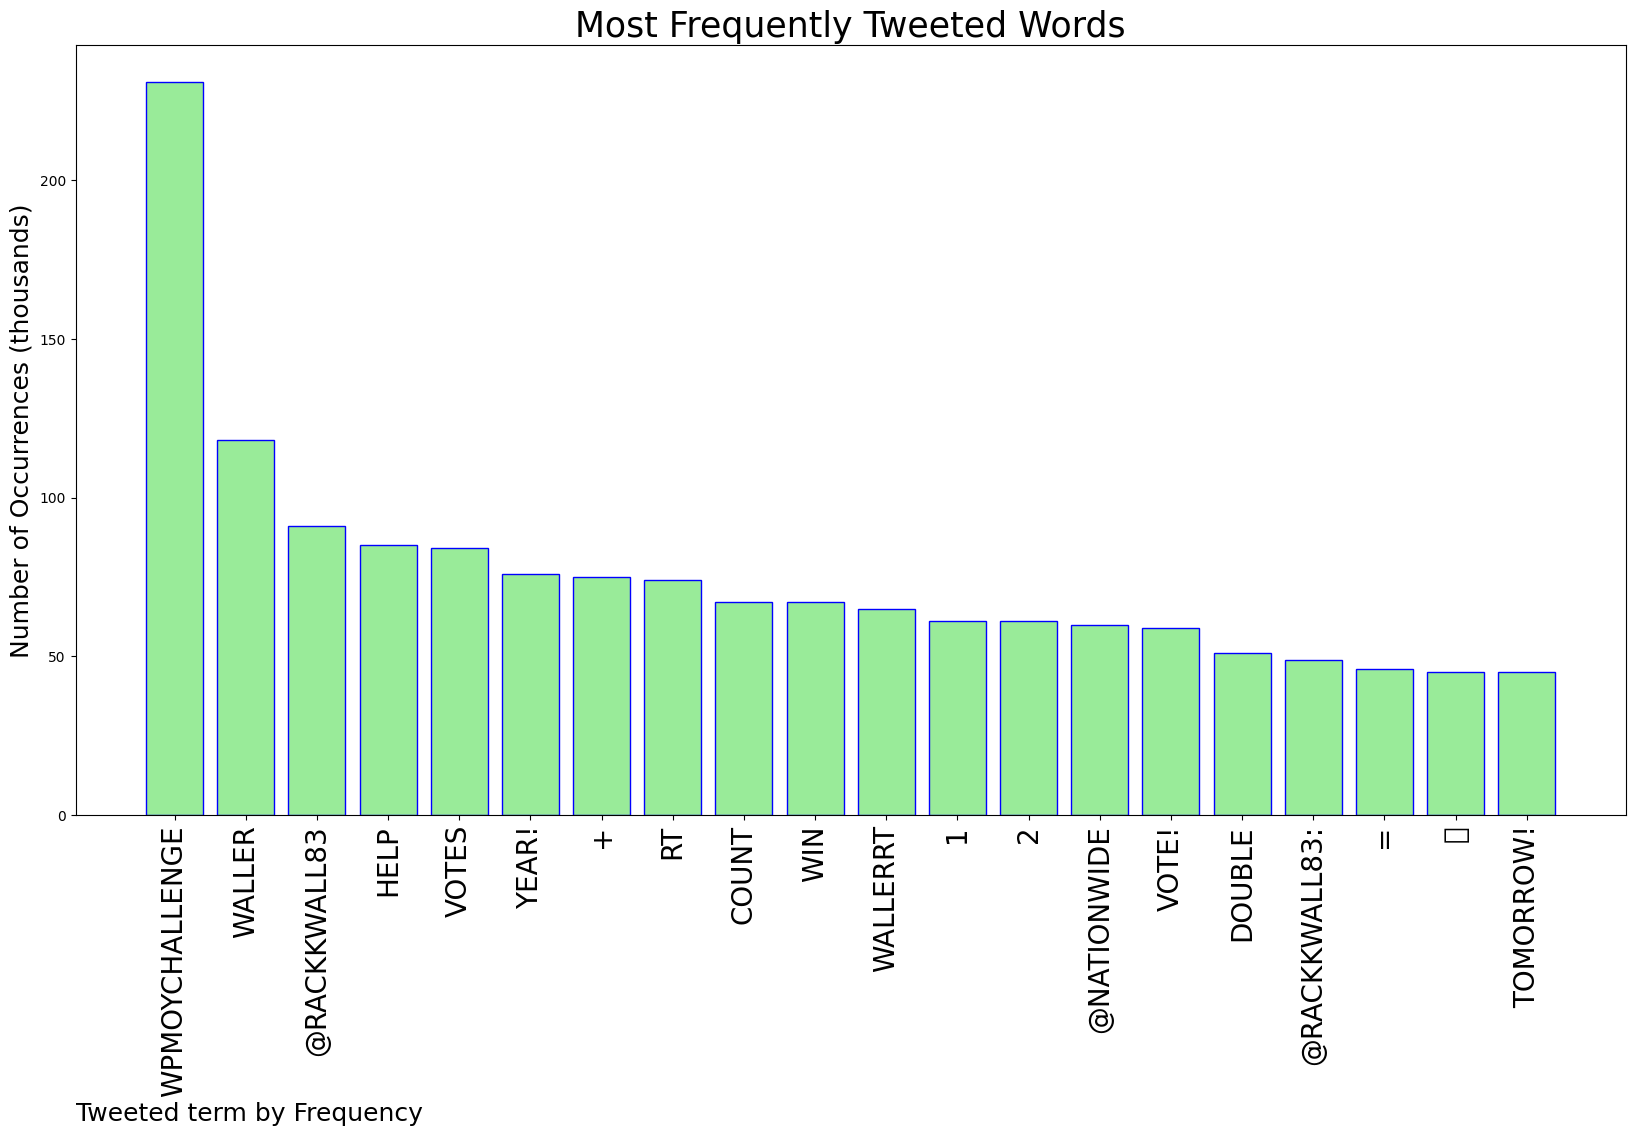 Most Frequently Tweeted Words
Number of Occurrences (thousands)
200
150
100
50
0
WPMOYCHALLENGE
WALLER
@RACKKWALL83
HELP
VOTES
YEAR!
+
RT
COUNT
WIN
WALLERRT
1
2
@NATIONWIDE
VOTE!
DOUBLE
@RACKKWALL83:
=
TOMORROW!
Tweeted term by Frequency